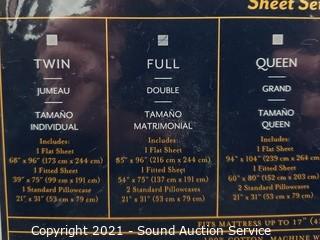 Sheet Se
TWIN
JUMEAU
TAMAÑO
INDIVIDUAL
Includes:
1 Flat Sheet
68" x 96" (173 cm x 244 cm)
1 Fitted Sheet
39" x 75" (99 cm x 191 cm)
1 Standard Pillowcase
21" x 31" (53 cm x 79 cm)
FULL
DOUBLE
TAMAÑO
MATRIMONIAL
Includes:
1 Flat Sheet
85" x 96" (216 cm x 244 cm)
1 Fitted Sheet
54" x 75" (137 cm x 191 cm)
2 Standard Pillowcases
21" x 31" (53 cm x 79 cm)
QUEEN
GRAND
TAMAÑO
QUEEN
Includes:
1 Flat Sheet
94" x 104" (239 cm x 264 cm
1 Fitted Sheet
60" x 80" (152 cm x 203 cm
2 Standard Pillowcases
21" x 31" (53 cm x 79 cm)
FITS MATTRESS UP TO 17" (4
100% COTTON. MACHINE W
Copyright 2021 - Sound Auction Service